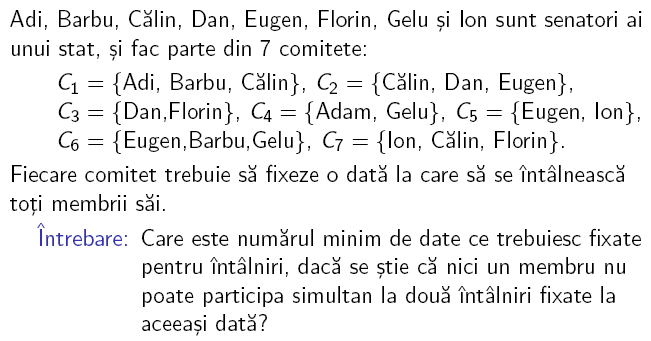 Adi, Barbu, Călin, Dan, Eugen, Florin, Gelu și Ion sunt senatori ai
unui stat, și fac parte din 7 comitete:
C₁ = {Adi, Barbu, Călin}, C₂ = {Călin, Dan, Eugen},
C₃ = {Dan,Florin}, C₄ = {Adam, Gelu}, C₅ = {Eugen, Ion},
C₆ = {Eugen,Barbu,Gelu}, C₇ = {Ion, Călin, Florin}.
Fiecare comitet trebuie să fixeze o dată la care să se întâlnească
toți membrii săi.
Întrebare: Care este numărul minim de date ce trebuiesc fixate
pentru întâlniri, dacă se știe că nici un membru nu
poate participa simultan la două întâlniri fixate la
aceeași dată?